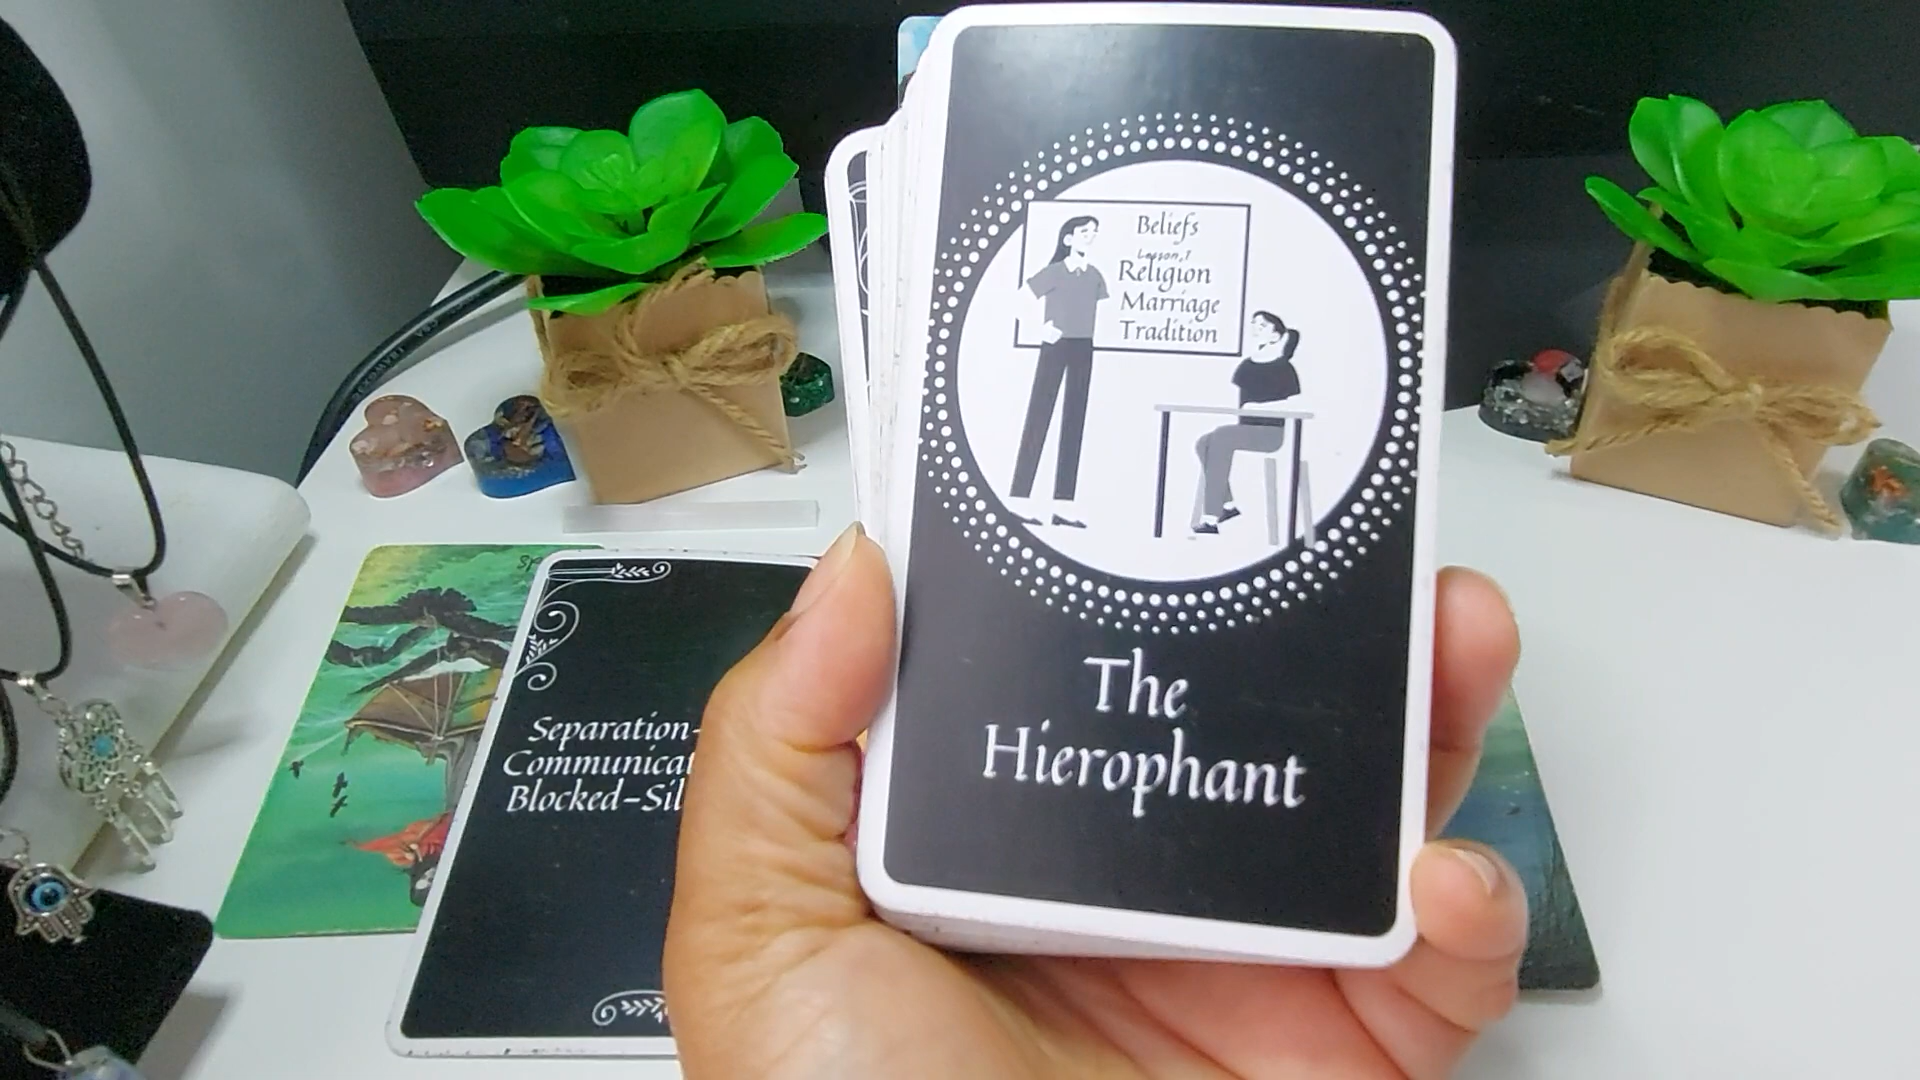 Beliefs
Lesson, 1
Religion
Marriage
Tradition
The
Hierophant
Separation-
Communicat
Blocked-Sil